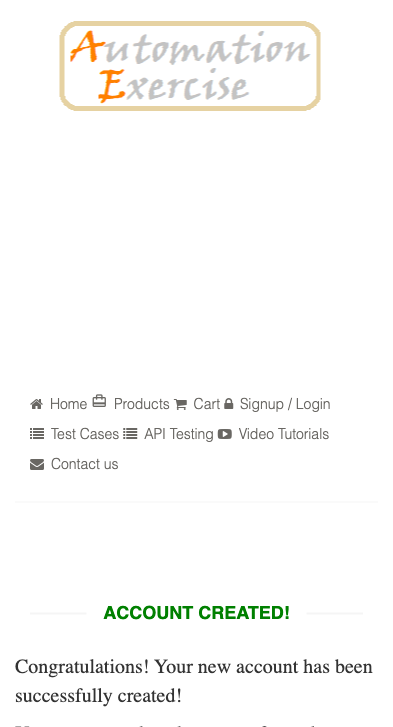 Automation
Exercise
Home Products Cart Signup / Login
Test Cases API Testing Video Tutorials
Contact us
ACCOUNT CREATED!
Congratulations! Your new account has been
successfully created!